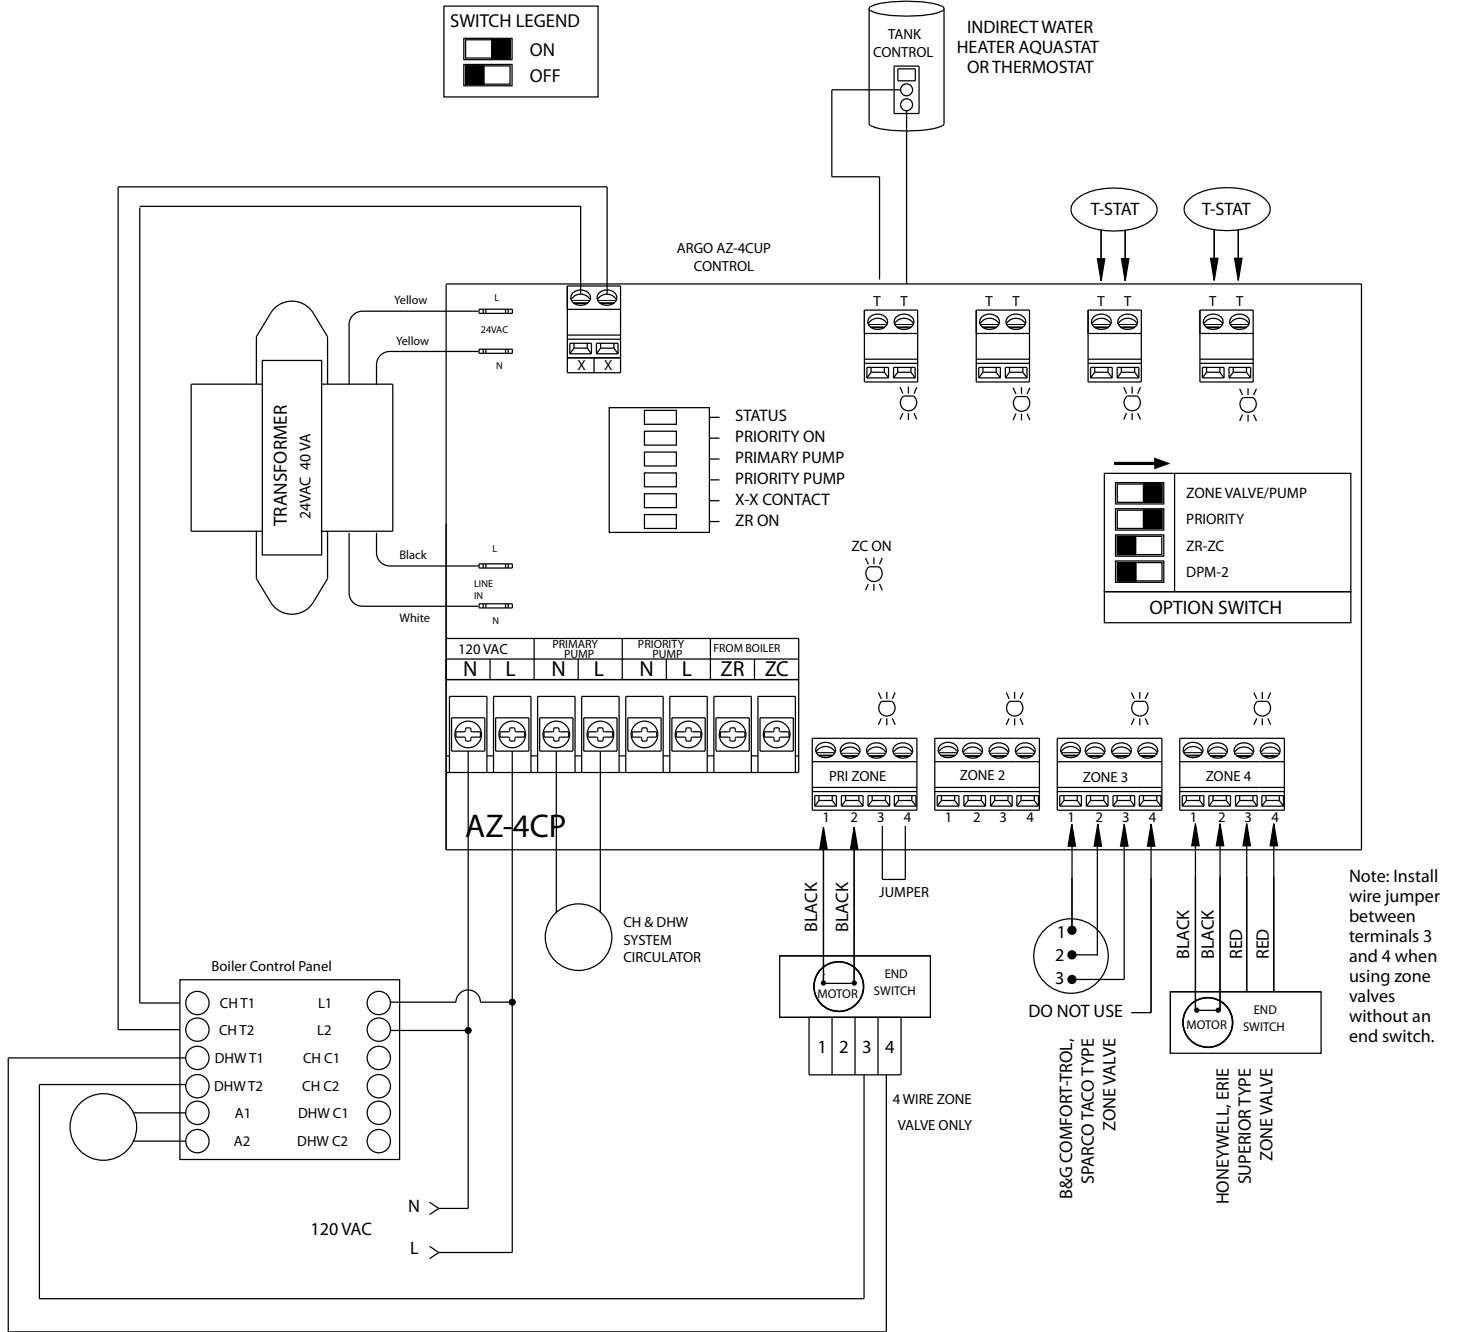 SWITCH LEGEND
ON
OFF
TANK
CONTROL
INDIRECT WATER
HEATER AQUASTAT
OR THERMOSTAT
T-STAT
T-STAT
ARGO AZ-4CUP
CONTROL
Yellow
L
24VAC
Yellow
N
X X
T T
T T
T T
T T
TRANSFORMER
24VAC 40 VA
STATUS
PRIORITY ON
PRIMARY PUMP
PRIORITY PUMP
X-X CONTACT
ZR ON
ZONE VALVE/PUMP
PRIORITY
ZR-ZC
DPM-2
OPTION SWITCH
ZC ON
Black
L
LINE
IN
White
N
120 VAC
PRIMARY
PUMP
PRIORITY
PUMP
FROM BOILER
N L N L N L ZR ZC
PRI ZONE
1 2 3 4
ZONE 2
1 2 3 4
ZONE 3
1 2 3 4
ZONE 4
1 2 3 4
AZ-4CP
BLACK
BLACK
JUMPER
CH & DHW
SYSTEM
CIRCULATOR
MOTOR
END
SWITCH
1 2 3 4
4 WIRE ZONE
VALVE ONLY
1
2
3
DO NOT USE
B&G COMFORT-TROL,
SPARCO TACO TYPE
ZONE VALVE
BLACK
BLACK
RED
RED
MOTOR
END
SWITCH
HONEYWELL, ERIE
SUPERIOR TYPE
ZONE VALVE
Note: Install
wire jumper
between
terminals 3
and 4 when
using zone
valves
without an
end switch.
Boiler Control Panel
CH T1 L1
CH T2 L2
DHW T1 CH C1
DHW T2 CH C2
A1 DHW C1
A2 DHW C2
N
120 VAC
L